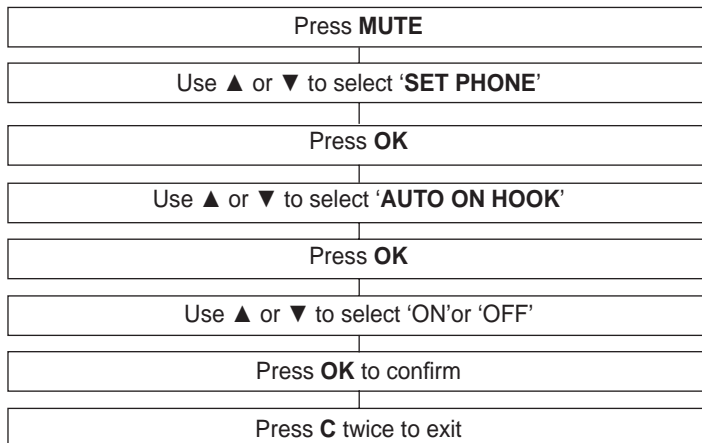 Press MUTE
Use ▲ or ▼ to select ‘SET PHONE’
Press OK
Use ▲ or ▼ to select ‘AUTO ON HOOK’
Press OK
Use ▲ or ▼ to select ‘ON’or ‘OFF’
Press OK to confirm
Press C twice to exit